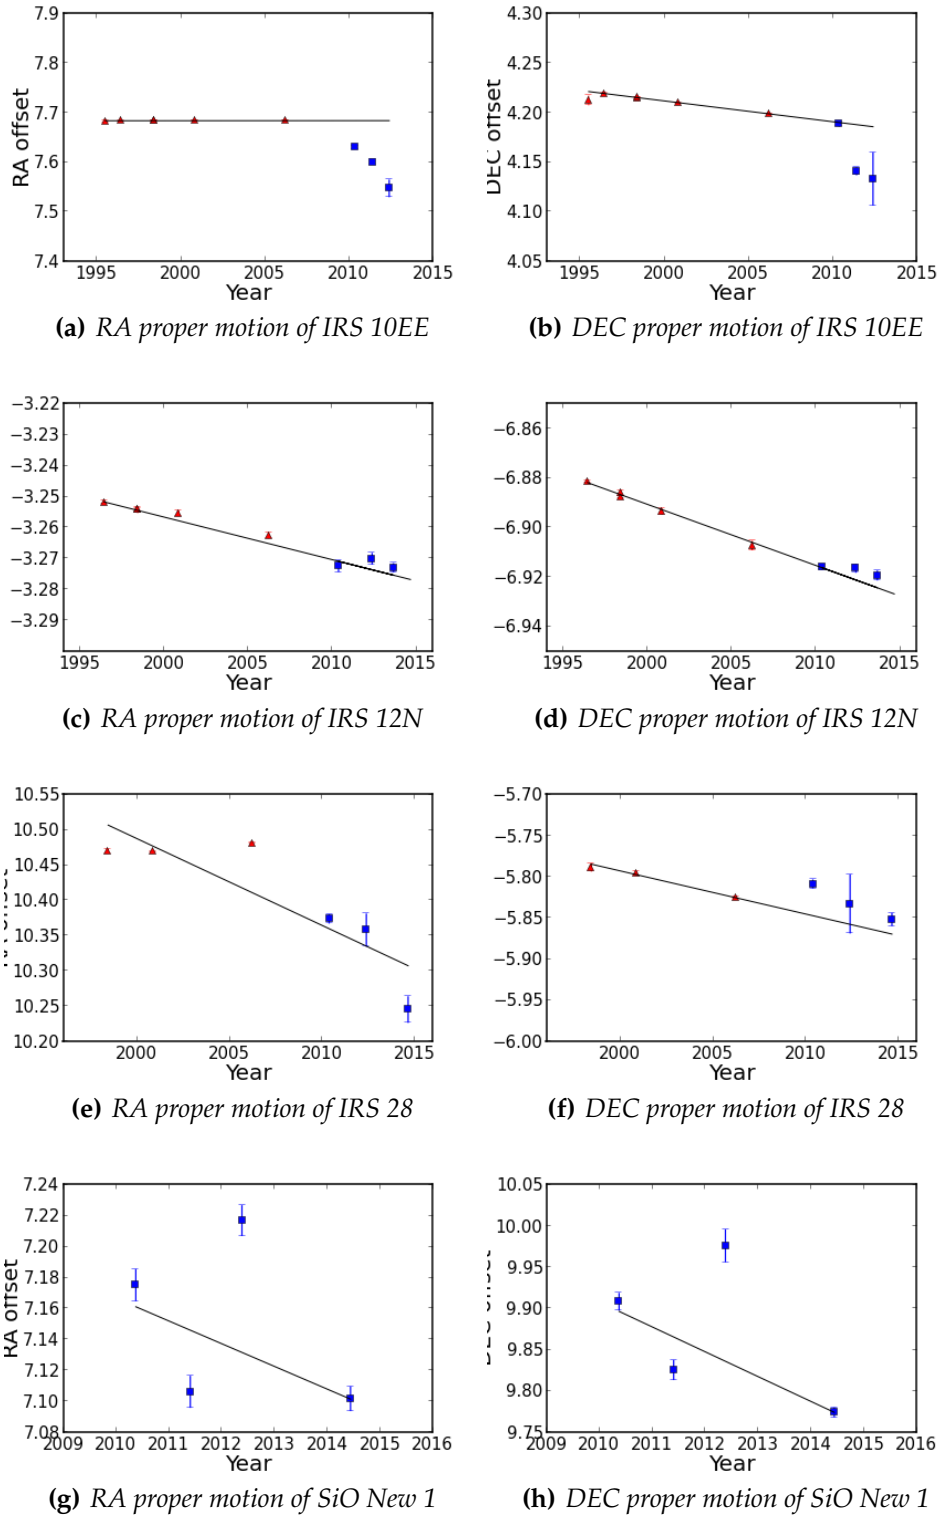 7.9
7.8
7.7
7.6
7.5
7.4
RA offset
1995 2000 2005 2010 2015
Year
(a) RA proper motion of IRS 10EE
4.30
4.25
4.20
4.15
4.10
4.05
DEC offset
1995 2000 2005 2010 2015
Year
(b) DEC proper motion of IRS 10EE
−3.22
−3.23
−3.24
−3.25
−3.26
−3.27
−3.28
−3.29
1995 2000 2005 2010 2015
Year
(c) RA proper motion of IRS 12N
−6.86
−6.88
−6.90
−6.92
−6.94
1995 2000 2005 2010 2015
Year
(d) DEC proper motion of IRS 12N
10.55
10.50
10.45
10.40
10.35
10.30
10.25
10.20
2000 2005 2010 2015
Year
(e) RA proper motion of IRS 28
−5.70
−5.75
−5.80
−5.85
−5.90
−5.95
−6.00
2000 2005 2010 2015
Year
(f) DEC proper motion of IRS 28
7.24
7.22
7.20
7.18
7.16
7.14
7.12
7.10
7.08
RA offset
2009 2010 2011 2012 2013 2014 2015 2016
Year
(g) RA proper motion of SiO New 1
10.05
10.00
9.95
9.90
9.85
9.80
9.75
DEC offset
2009 2010 2011 2012 2013 2014 2015 2016
Year
(h) DEC proper motion of SiO New 1